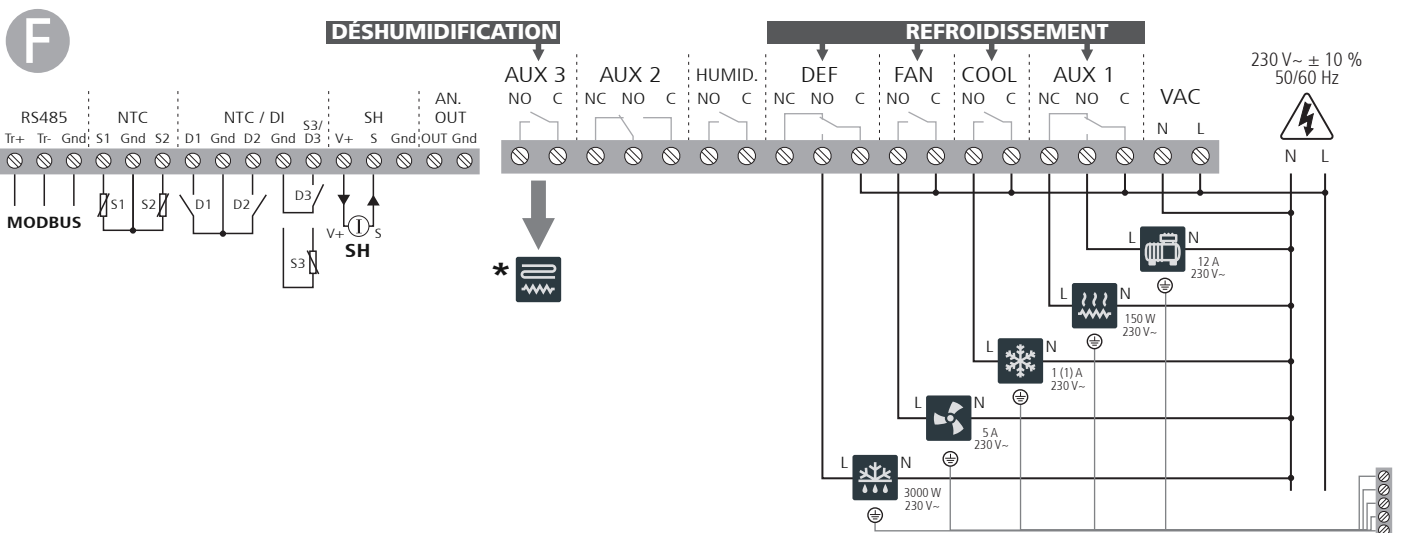 F
DÉSHUMIDIFICATION
REFROIDISSEMENT
AUX 3 AUX 2 HUMID. DEF FAN COOL AUX 1 VAC
NO C NC NO C NO C NC NO C NO C NO C NC NO C N L
230 V~ ± 10 %
50/60 Hz
N L
RS485 NTC NTC / DI SH AN. OUT
Tr+ Tr- Gnd S1 Gnd S2 D1 Gnd D2 Gnd S3/ D3 V+ S Gnd OUT Gnd
MODBUS
S1 S2 D1 D2 D3
V+ S
SH
S3
*
L N
12 A
230 V~
L N
150 W
230 V~
L N
1 (1) A
230 V~
L N
5 A
230 V~
L N
3000 W
230 V~